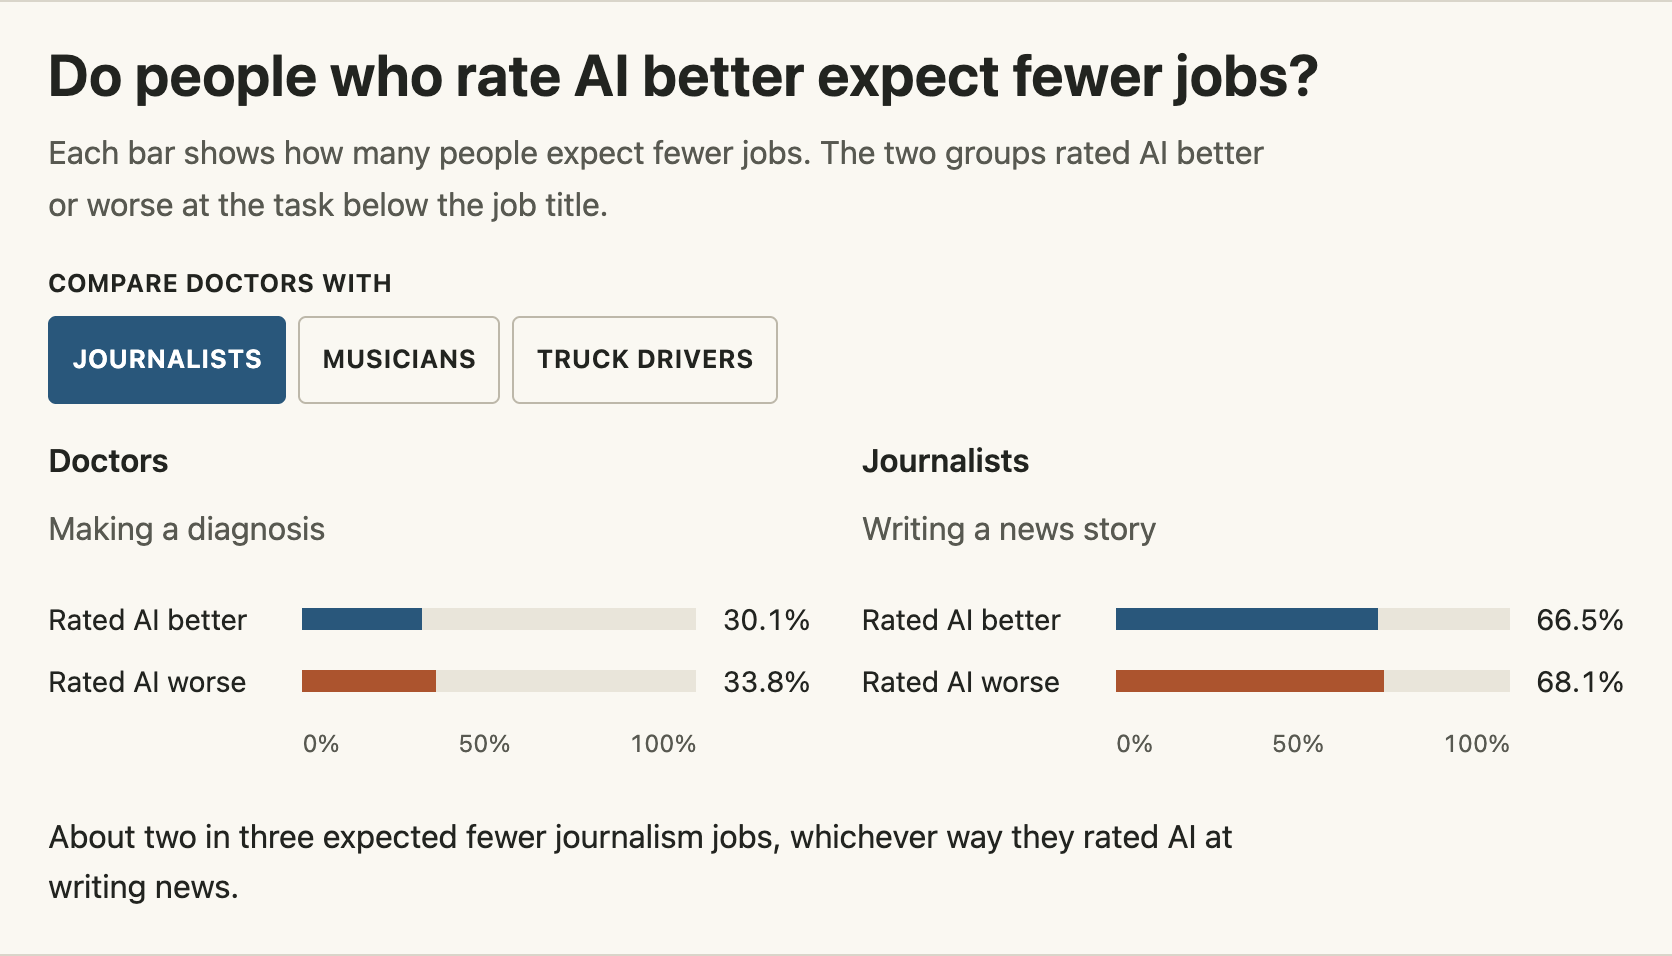 Do people who rate AI better expect fewer jobs?
Each bar shows how many people expect fewer jobs. The two groups rated AI better
or worse at the task below the job title.
COMPARE DOCTORS WITH
JOURNALISTS
MUSICIANS
TRUCK DRIVERS
Doctors
Making a diagnosis
Rated AI better 30.1%
Rated AI worse 33.8%
0% 50% 100%
Journalists
Writing a news story
Rated AI better 66.5%
Rated AI worse 68.1%
0% 50% 100%
About two in three expected fewer journalism jobs, whichever way they rated AI at
writing news.